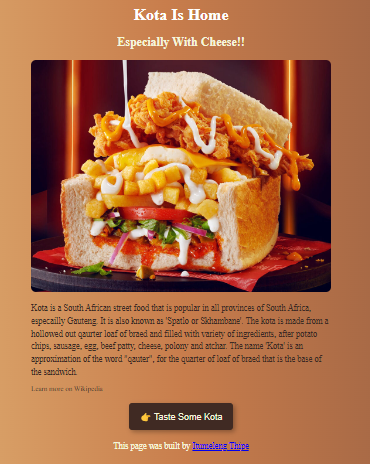 Kota Is Home
Especially With Cheese!!
Kota is a South African street food that is popular in all provinces of South Africa,
especailly Gauteng. It is also known as 'Spatlo or Skhambane'. The kota is made from a
hollowed out qaurter loaf of braed and filled with variety of ingredients, after potato
chips, sausage, egg, beef patty, cheese, polony and atchar. The name 'Kota' is an
approximation of the word "qauter", for the quarter of loaf of bread that is the base of
the sandwich.
Learn more on Wikipedia
👉 Taste Some Kota
This page was built by Itumeleng Thipe